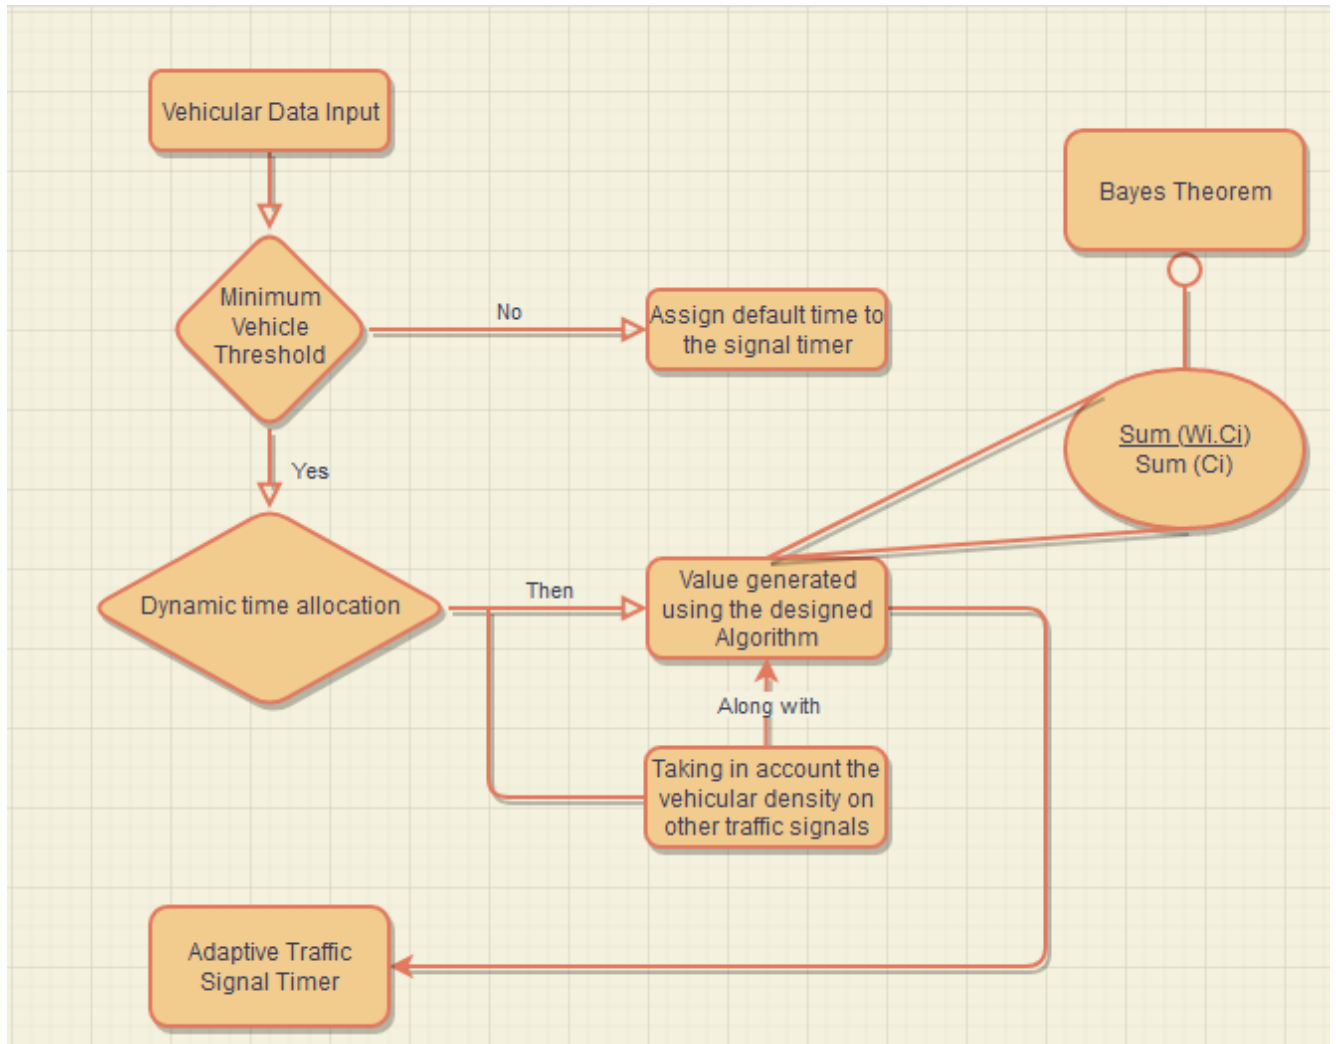 Vehicular Data Input
Bayes Theorem
Minimum
Vehicle
Threshold
No
Assign default time to
the signal timer
Yes
Sum (Wi.Ci)
Sum (Ci)
Dynamic time allocation
Then
Value generated
using the designed
Algorithm
Along with
Taking in account the
vehicular density on
other traffic signals
Adaptive Traffic
Signal Timer